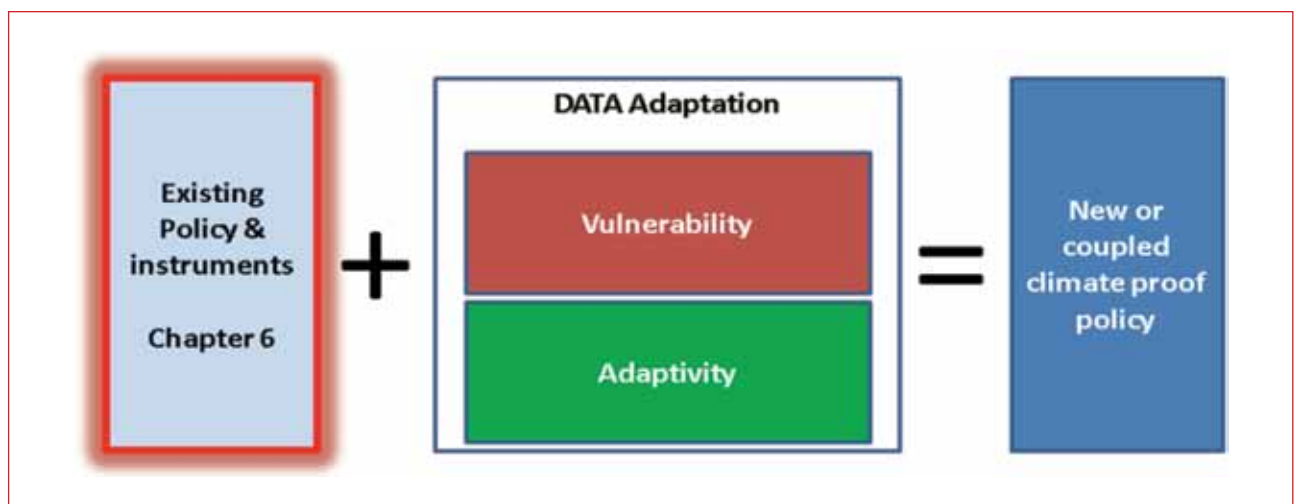 Existing
Policy &
instruments
Chapter 6
+
DATA Adaptation
Vulnerability
Adaptivity
=
New or
coupled
climate proof
policy